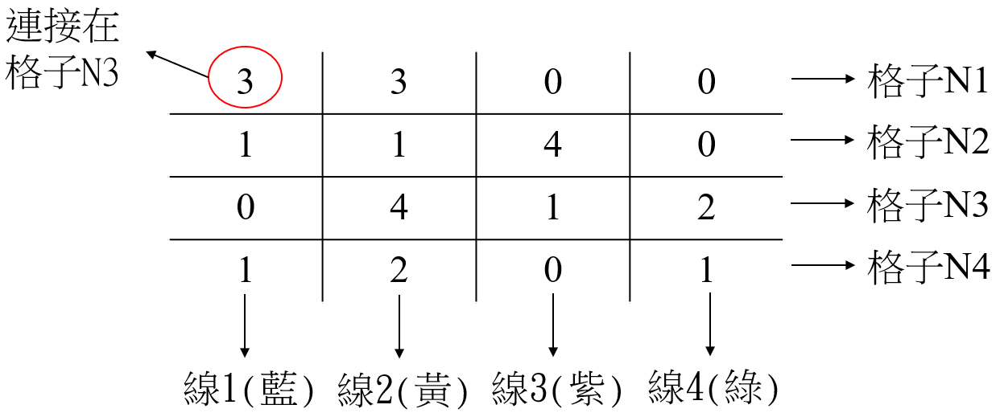 連接在
格子N3
3 3 0 0 格子N1
1 1 4 0 格子N2
0 4 1 2 格子N3
1 2 0 1 格子N4
線1(藍) 線2(黃) 線3(紫) 線4(綠)